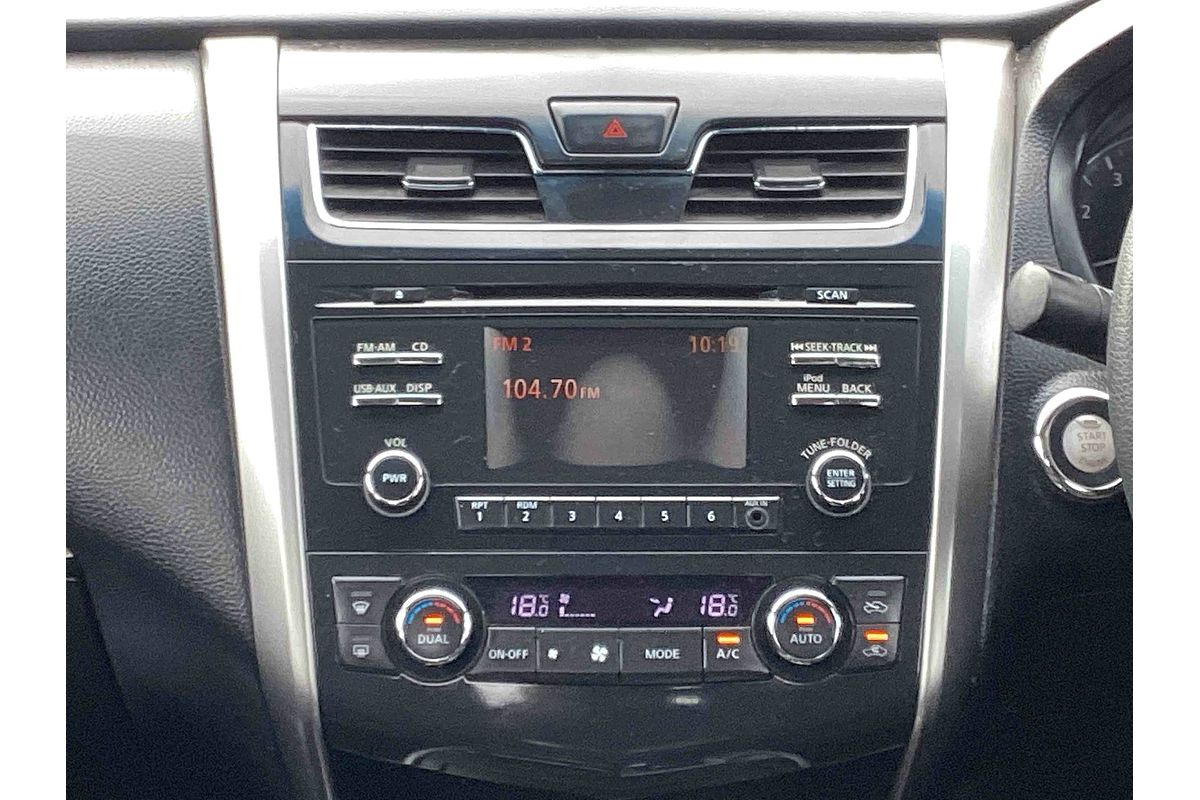 3
2
SCAN
FM·AM CD
FM 2
10:19
SEEK·TRACK
104.70 FM
USB·AUX DISP
iPod
MENU BACK
VOL
PWR
TUNE·FOLDER
ENTER
SETTING
START
STOP
RPT RDM AUX IN
1 2 3 4 5 6
18.0°C 18.0°C
DUAL
AUTO
ON·OFF
MODE
A/C